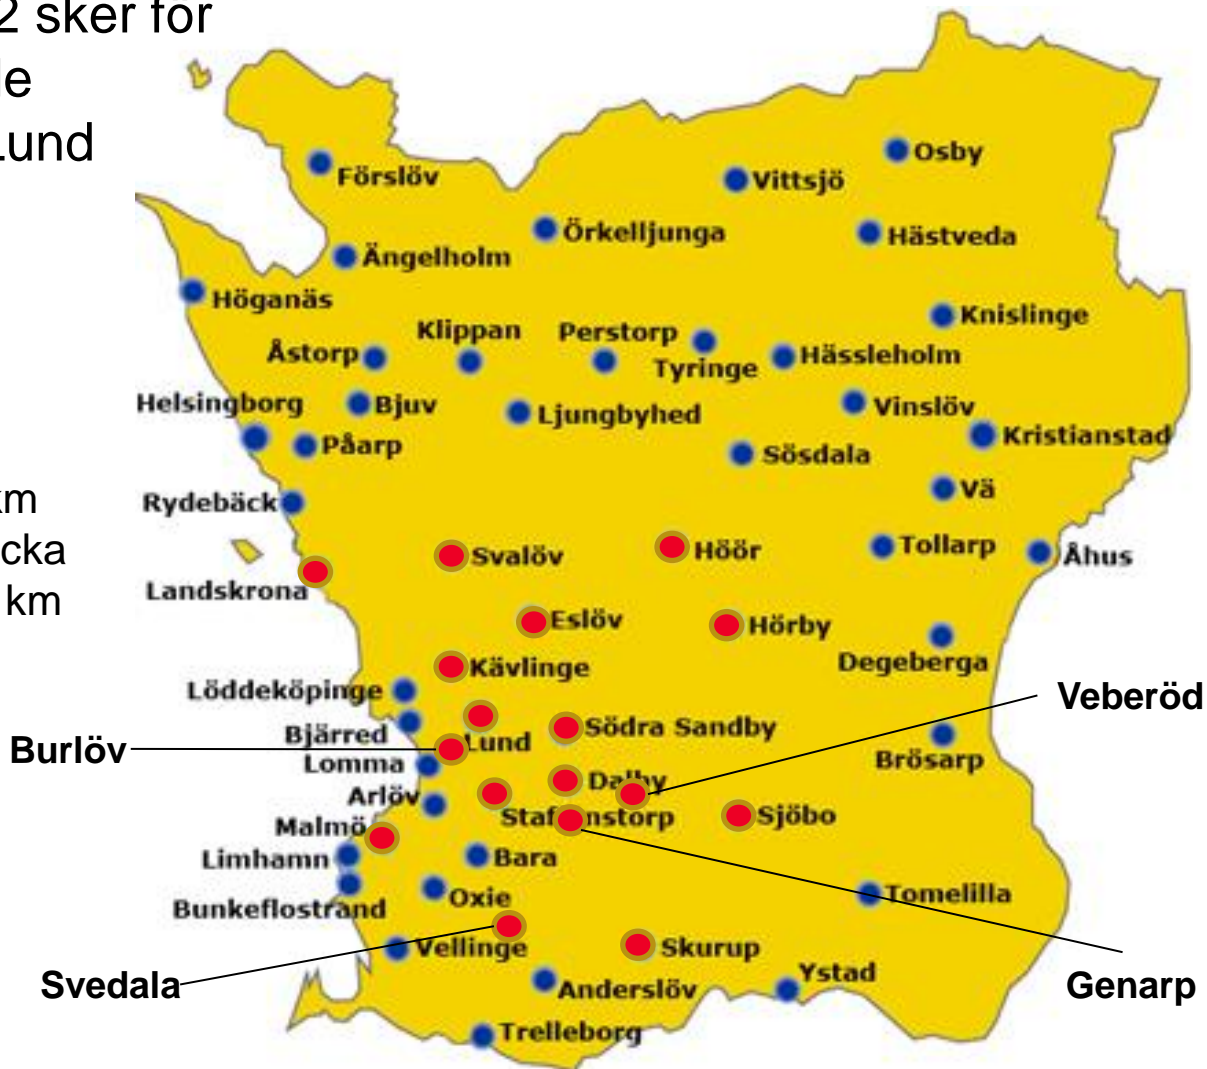 2 sker för
le
Lund
Osby
Förslöv
Vittsjö
Örkelljunga
Hästveda
Ängelholm
Höganäs
Knislinge
Klippan
Perstorp
Åstorp
Tyringe
Hässleholm
Helsingborg
Bjuv
Ljungbyhed
Vinslöv
Påarp
Kristianstad
Sösdala
km
Rydebäck
Vä
cka
Svalöv
Höör
Tollarp
Åhus
km
Landskrona
Eslöv
Hörby
Kävlinge
Degeberga
Löddeköpinge
Veberöd
Bjärred
Lund
Södra Sandby
Burlöv
Lomma
Brösarp
Dalby
Arlöv
Staffanstorp
Sjöbo
Malmö
Limhamn
Bara
Oxie
Tomelilla
Bunkeflostrand
Vellinge
Skurup
Svedala
Anderslöv
Ystad
Genarp
Trelleborg